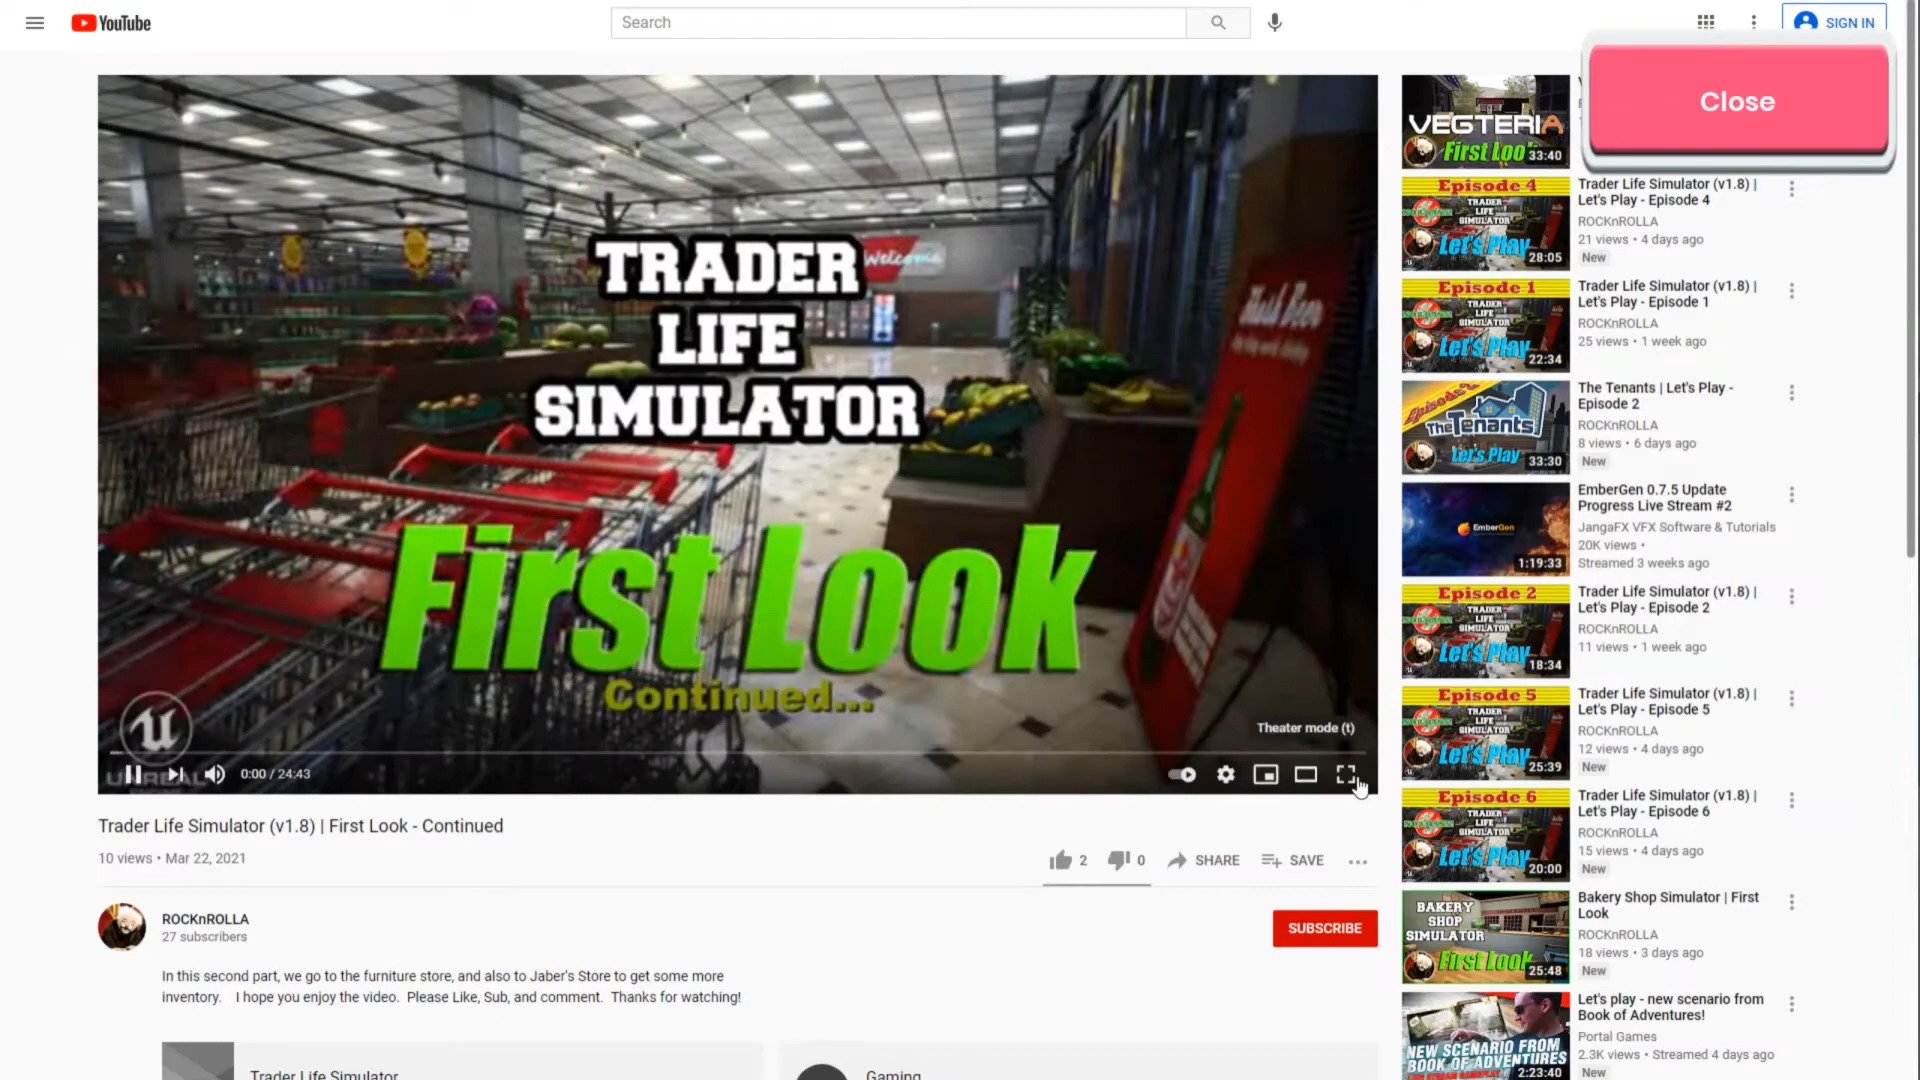 YouTube
Search
SIGN IN
Close
Welcome
TRADER
LIFE
SIMULATOR
First Look
Continued...
Theater mode (t)
0:00 / 24:43
Trader Life Simulator (v1.8) | First Look - Continued
10 views • Mar 22, 2021
2
0
SHARE
SAVE
ROCKnROLLA
27 subscribers
SUBSCRIBE
In this second part, we go to the furniture store, and also to Jaber's Store to get some more
inventory. I hope you enjoy the video. Please Like, Sub, and comment. Thanks for watching!
Trader Life Simulator
Gaming
VEGTERIA
First Loo
33:40
Episode 4
TRADER
LIFE
SIMULATOR
Let's Play
28:05
Trader Life Simulator (v1.8) |
Let's Play - Episode 4
ROCKnROLLA
21 views • 4 days ago
New
Episode 1
TRADER
LIFE
SIMULATOR
Let's Play
22:34
Trader Life Simulator (v1.8) |
Let's Play - Episode 1
ROCKnROLLA
25 views • 1 week ago
Episode 2
The Tenants
Let's Play
33:30
The Tenants | Let's Play -
Episode 2
ROCKnROLLA
8 views • 6 days ago
New
EmberGen
1:19:33
EmberGen 0.7.5 Update
Progress Live Stream #2
JangaFX VFX Software & Tutorials
20K views •
Streamed 3 weeks ago
Episode 2
TRADER
LIFE
SIMULATOR
Let's Play
18:34
Trader Life Simulator (v1.8) |
Let's Play - Episode 2
ROCKnROLLA
11 views • 1 week ago
Episode 5
TRADER
LIFE
SIMULATOR
Let's Play
25:39
Trader Life Simulator (v1.8) |
Let's Play - Episode 5
ROCKnROLLA
12 views • 4 days ago
New
Episode 6
TRADER
LIFE
SIMULATOR
Let's Play
20:00
Trader Life Simulator (v1.8) |
Let's Play - Episode 6
ROCKnROLLA
15 views • 4 days ago
New
BAKERY
SHOP
SIMULATOR
First Look
25:48
Bakery Shop Simulator | First
Look
ROCKnROLLA
18 views • 3 days ago
New
NEW SCENARIO FROM
BOOK OF ADVENTURES
2:23:40
Let's play - new scenario from
Book of Adventures!
Portal Games
2.3K views • Streamed 4 days ago
New